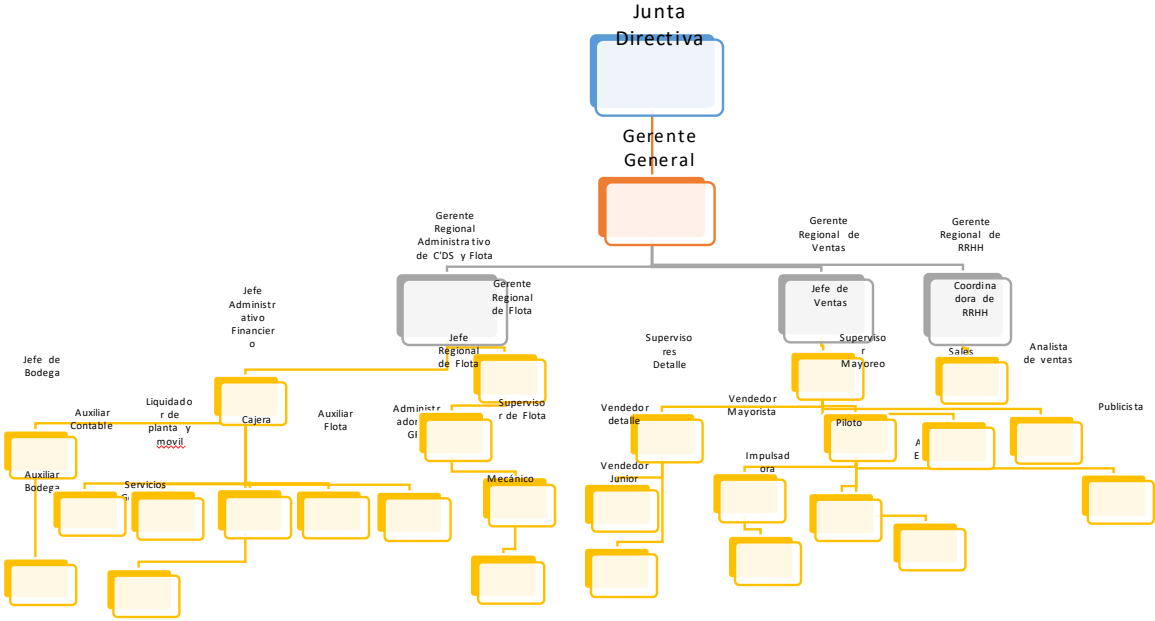 Junta
Directiva
Gerente
General
Gerente
Regional
Administrativo
de C'DS y Flota
Gerente
Regional de
Ventas
Gerente
Regional de
RRHH
Jefe
Administr
ativo
Financier
o
Gerente
Regional
de Flota
Jefe de
Ventas
Coordina
dora de
RRHH
Jefe de
Bodega
Jefe
Regional
de Flota
Superviso
res
Detalle
Superviso
r
Mayoreo
Sales
Analista
de ventas
Auxiliar
Contable
Liquidado
r de
planta y
movil
Cajera
Auxiliar
Flota
Administr
Superviso
r de Flota
Vendedor
detalle
Vendedor
Mayorista
Piloto
Publicista
Auxiliar
Bodega
Servicios
Mecánico
Vendedor
Junior
Impulsad
ora